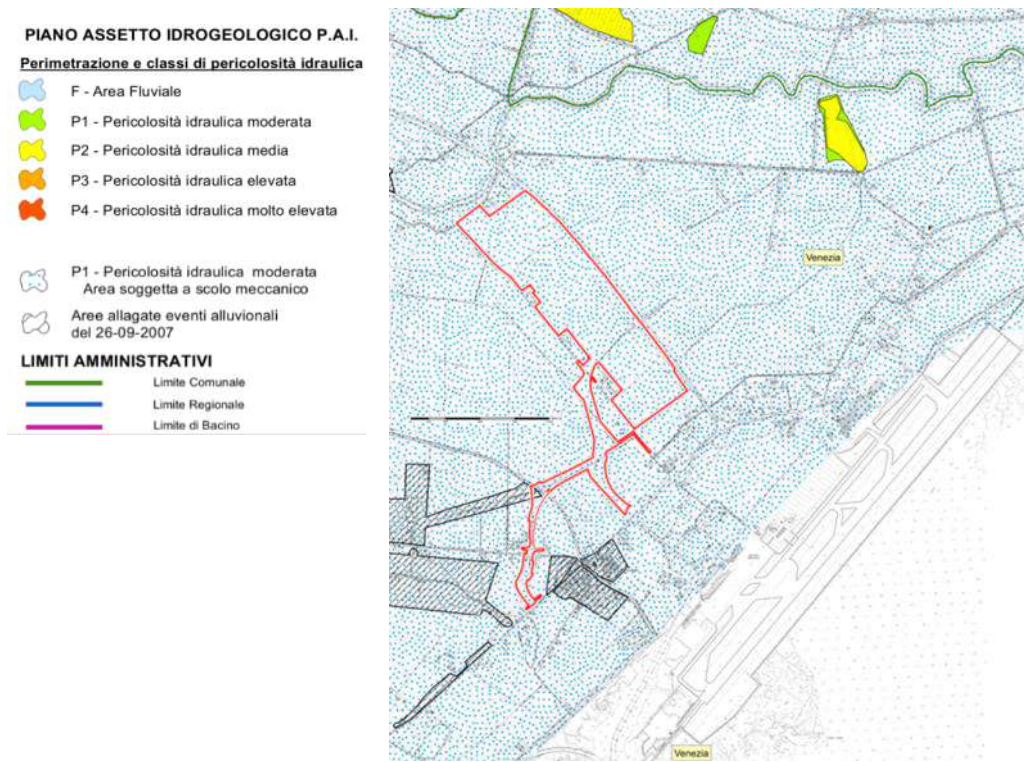 PIANO ASSETTO IDROGEOLOGICO P.A.I.
Perimetrazione e classi di pericolosità idraulica
F - Area Fluviale
P1 - Pericolosità idraulica moderata
P2 - Pericolosità idraulica media
P3 - Pericolosità idraulica elevata
P4 - Pericolosità idraulica molto elevata
P1 - Pericolosità idraulica moderata
Area soggetta a scolo meccanico
Aree allagate eventi alluvionali
del 26-09-2007
LIMITI AMMINISTRATIVI
Limite Comunale
Limite Regionale
Limite di Bacino
Venezia
Venezia